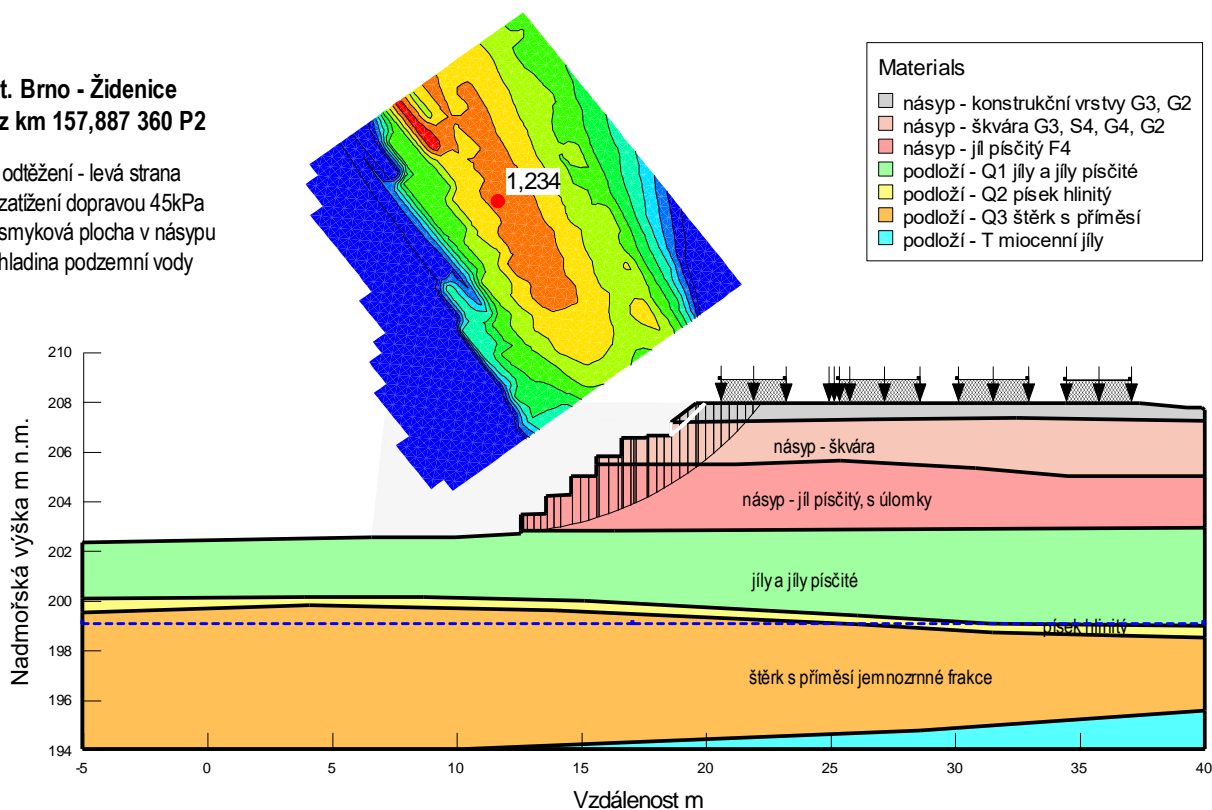 t. Brno - Židenice
z km 157,887 360 P2
odtěžení - levá strana
zatížení dopravou 45kPa
smyková plocha v násypu
hladina podzemní vody
1,234
Materials
násyp - konstrukční vrstvy G3, G2
násyp - škvára G3, S4, G4, G2
násyp - jíl písčitý F4
podloží - Q1 jíly a jíly písčité
podloží - Q2 písek hlinitý
podloží - Q3 štěrk s příměsí
podloží - T miocenní jíly
Nadmořská výška m n.m.
210
208
206
204
202
200
198
196
194
násyp - škvára
násyp - jíl písčitý, s úlomky
jíly a jíly písčité
písek hlinitý
štěrk s příměsí jemnozrnné frakce
-5 0 5 10 15 20 25 30 35 40
Vzdálenost m